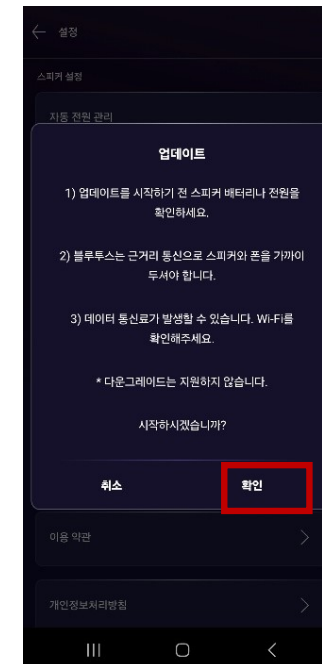 설정
스피커 설정
자동 전원 관리
업데이트
1) 업데이트를 시작하기 전 스피커 배터리나 전원을
확인하세요.
2) 블루투스는 근거리 통신으로 스피커와 폰을 가까이
두셔야 합니다.
3) 데이터 통신료가 발생할 수 있습니다. Wi-Fi를
확인해주세요.
* 다운그레이드는 지원하지 않습니다.
시작하시겠습니까?
취소 확인
이용 약관
개인정보처리방침